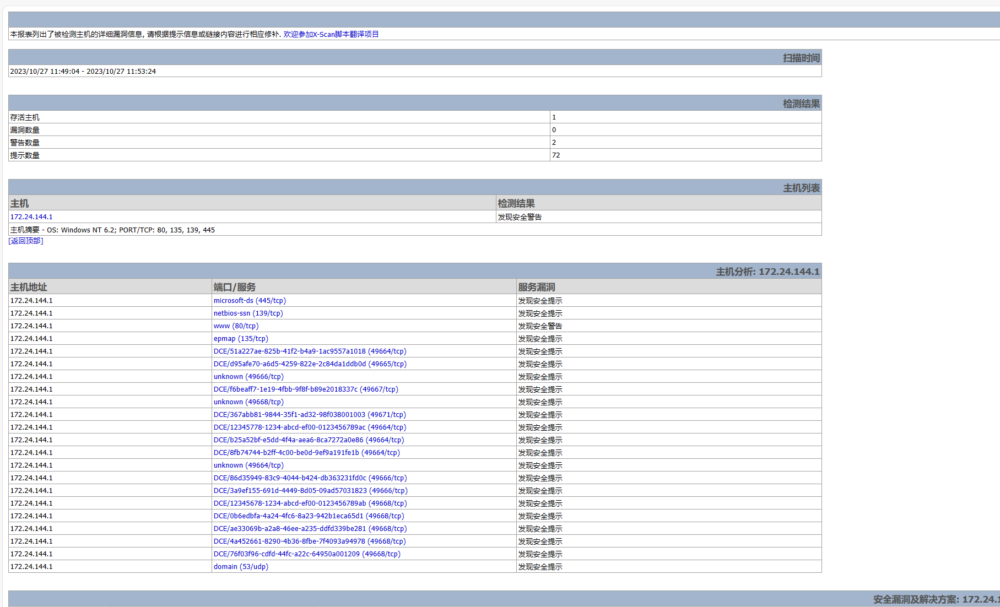 本报表列出了被检测主机的详细漏洞信息, 请根据提示信息或链接内容进行相应修补. 欢迎参加X-Scan脚本翻译项目
扫描时间
2023/10/27 11:49:04 - 2023/10/27 11:53:24
检测结果
存活主机 1
漏洞数量 0
警告数量 2
提示数量 72
主机列表
主机 检测结果
172.24.144.1 发现安全警告
主机摘要 - OS: Windows NT 6.2; PORT/TCP: 80, 135, 139, 445
[返回顶部]
主机分析: 172.24.144.1
主机地址 端口/服务 服务漏洞
172.24.144.1 microsoft-ds (445/tcp) 发现安全提示
172.24.144.1 netbios-ssn (139/tcp) 发现安全提示
172.24.144.1 www (80/tcp) 发现安全警告
172.24.144.1 epmap (135/tcp) 发现安全提示
172.24.144.1 DCE/51a227ae-825b-41f2-b4a9-1ac9557a1018 (49664/tcp) 发现安全提示
172.24.144.1 DCE/d95afe70-a6d5-4259-822e-2c84da1ddb0d (49665/tcp) 发现安全提示
172.24.144.1 unknown (49666/tcp) 发现安全提示
172.24.144.1 DCE/f6beaff7-1e19-4fbb-9f8f-b89e2018337c (49667/tcp) 发现安全提示
172.24.144.1 unknown (49668/tcp) 发现安全提示
172.24.144.1 DCE/367abb81-9844-35f1-ad32-98f038001003 (49671/tcp) 发现安全提示
172.24.144.1 DCE/12345778-1234-abcd-ef00-0123456789ac (49664/tcp) 发现安全提示
172.24.144.1 DCE/b25a52bf-e5dd-4f4a-aea6-8ca7272a0e86 (49664/tcp) 发现安全提示
172.24.144.1 DCE/8fb74744-b2ff-4c00-be0d-9ef9a191fe1b (49664/tcp) 发现安全提示
172.24.144.1 unknown (49664/tcp) 发现安全提示
172.24.144.1 DCE/86d35949-83c9-4044-b424-db363231fd0c (49666/tcp) 发现安全提示
172.24.144.1 DCE/3a9ef155-691d-4449-8d05-09ad57031823 (49666/tcp) 发现安全提示
172.24.144.1 DCE/12345678-1234-abcd-ef00-0123456789ab (49668/tcp) 发现安全提示
172.24.144.1 DCE/0b6edbfa-4a24-4fc6-8a23-942b1eca65d1 (49668/tcp) 发现安全提示
172.24.144.1 DCE/ae33069b-a2a8-46ee-a235-ddfd339be281 (49668/tcp) 发现安全提示
172.24.144.1 DCE/4a452661-8290-4b36-8fbe-7f4093a94978 (49668/tcp) 发现安全提示
172.24.144.1 DCE/76f03f96-cdfd-44fc-a22c-64950a001209 (49668/tcp) 发现安全提示
172.24.144.1 domain (53/udp) 发现安全提示
安全漏洞及解决方案: 172.24.1